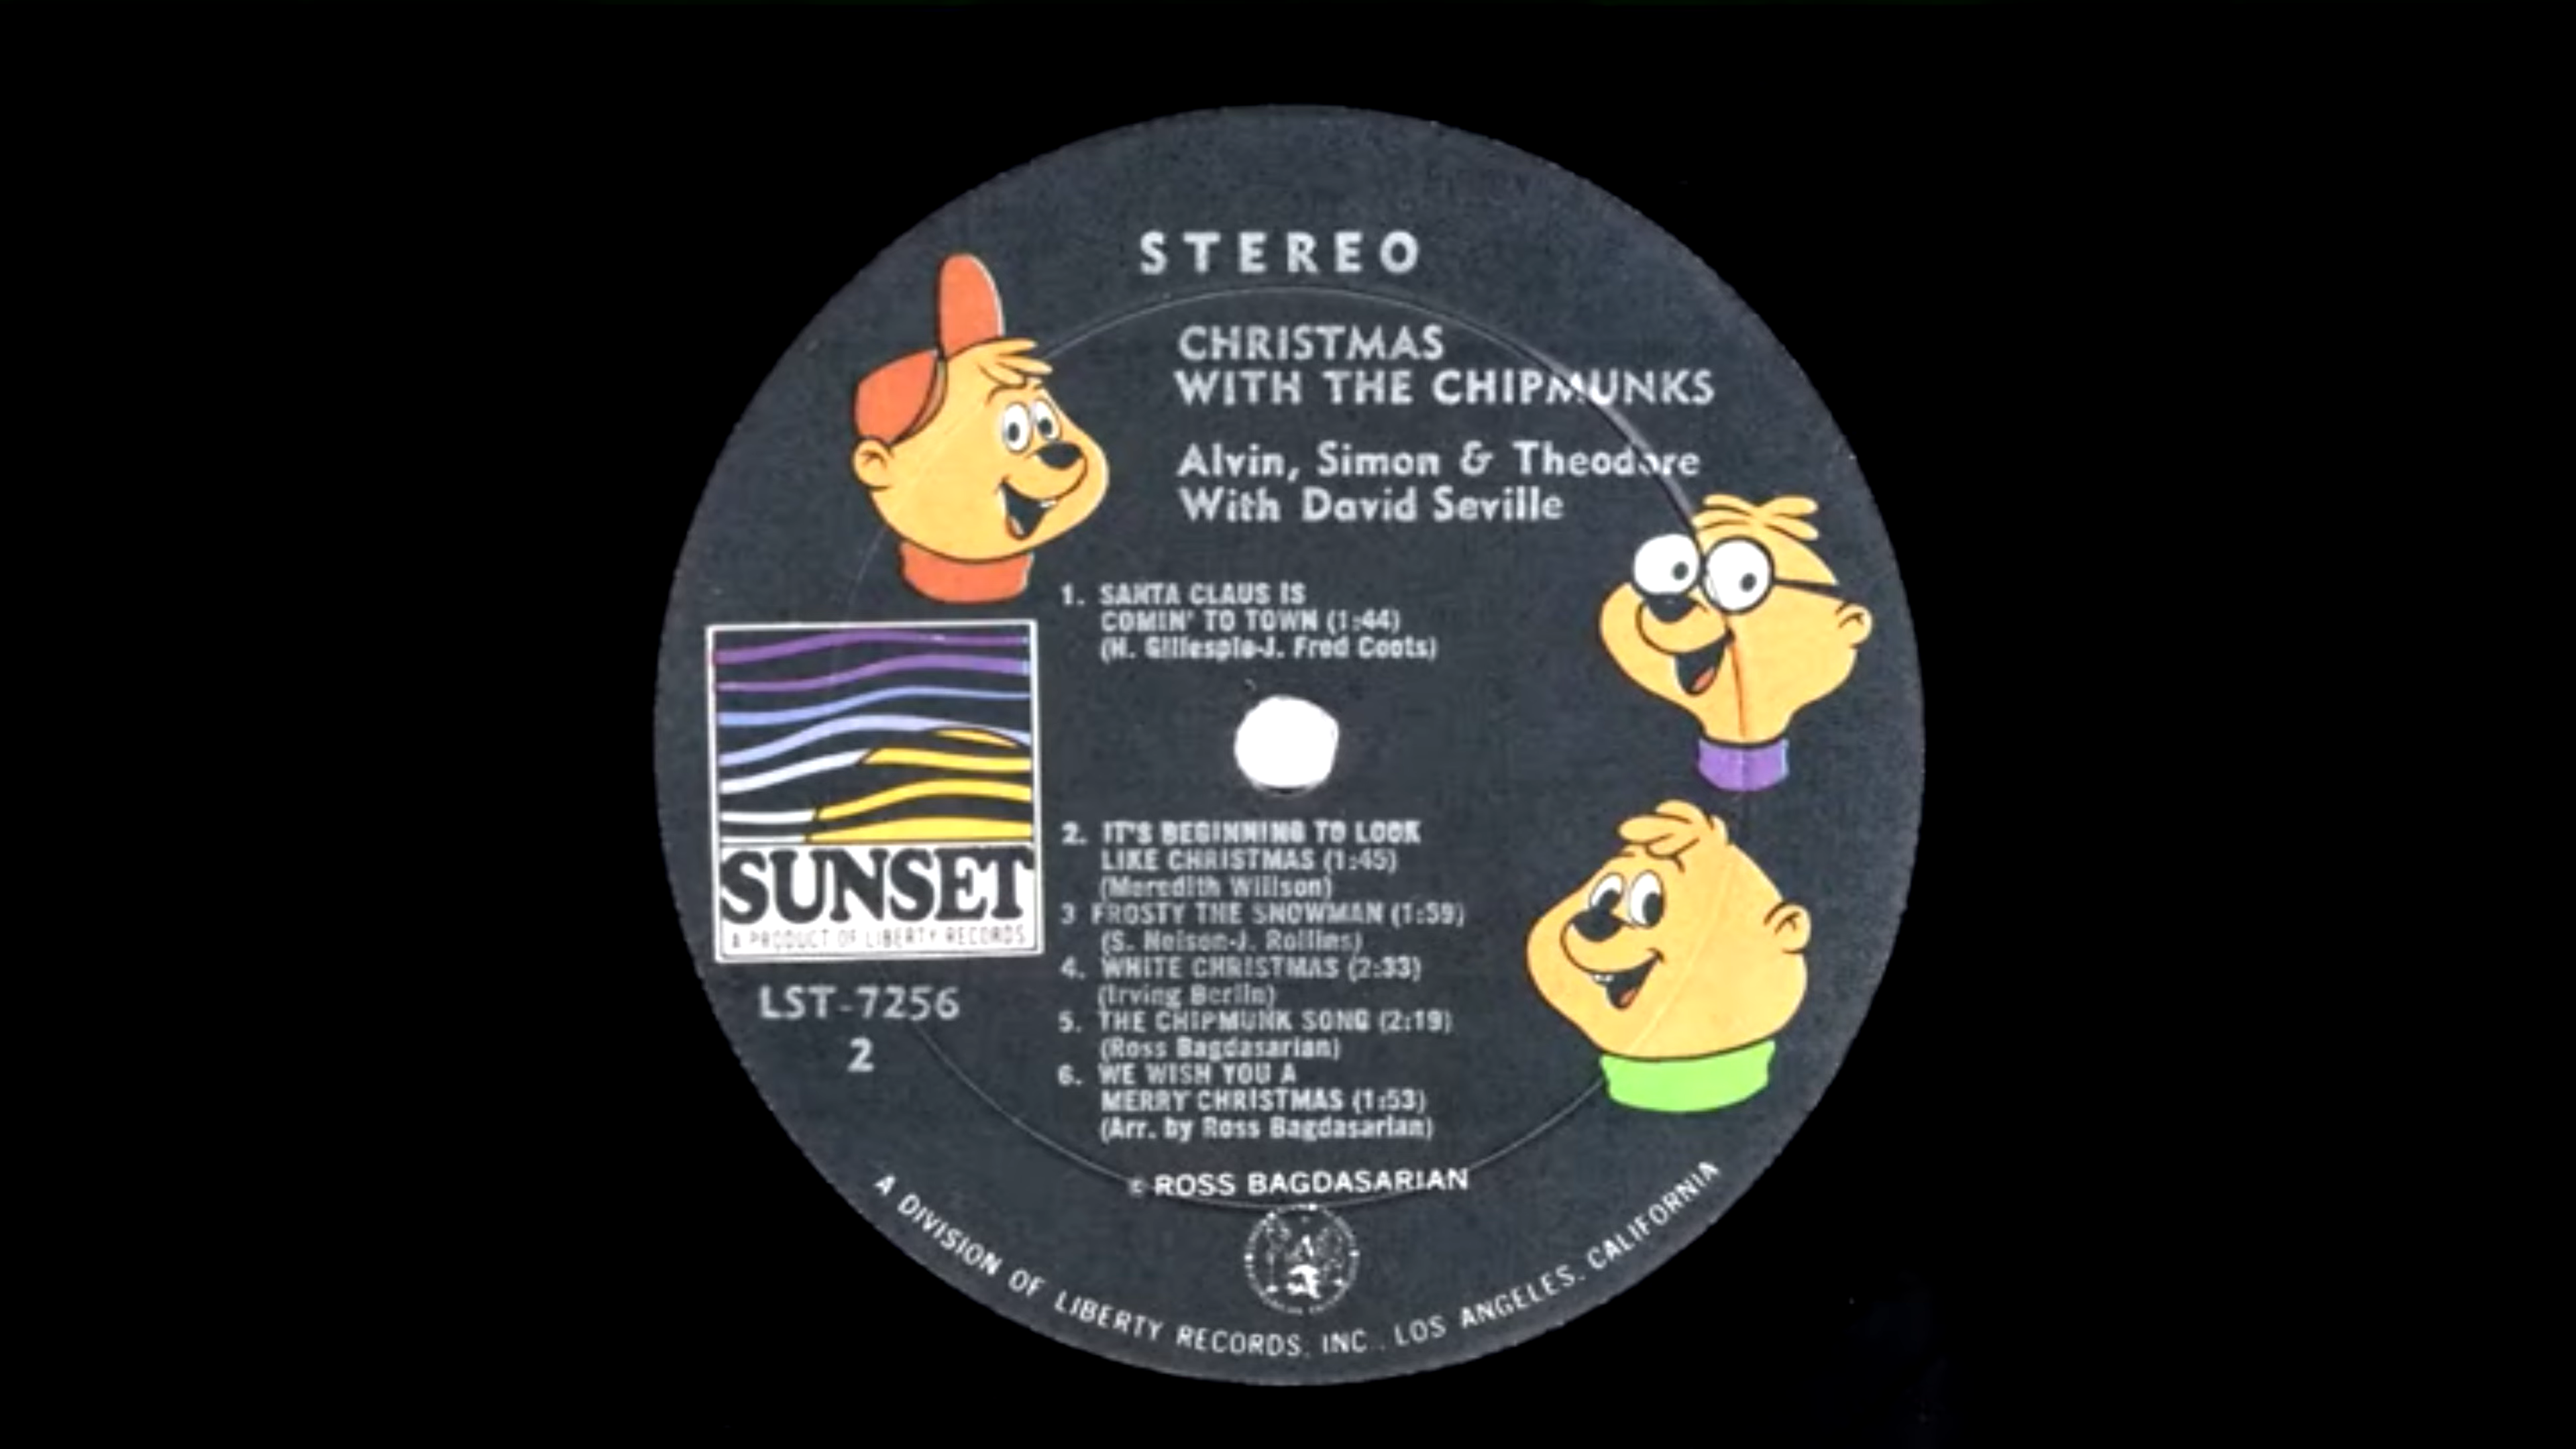 STEREO
CHRISTMAS
WITH THE CHIPMUNKS
Alvin, Simon & Theodore
With David Seville
1. SANTA CLAUS IS
COMIN' TO TOWN (1:44)
(H. Gillespie-J. Fred Coots)
2. IT'S BEGINNING TO LOOK
LIKE CHRISTMAS (1:45)
(Meredith Willson)
3 FROSTY THE SNOWMAN (1:59)
(S. Nelson-J. Rollins)
4. WHITE CHRISTMAS (2:33)
(Irving Berlin)
5. THE CHIPMUNK SONG (2:19)
(Ross Bagdasarian)
6. WE WISH YOU A
MERRY CHRISTMAS (1:53)
(Arr. by Ross Bagdasarian)
SUNSET
A PRODUCT OF LIBERTY RECORDS
LST-7256
2
© ROSS BAGDASARIAN
A DIVISION OF LIBERTY RECORDS, INC., LOS ANGELES, CALIFORNIA